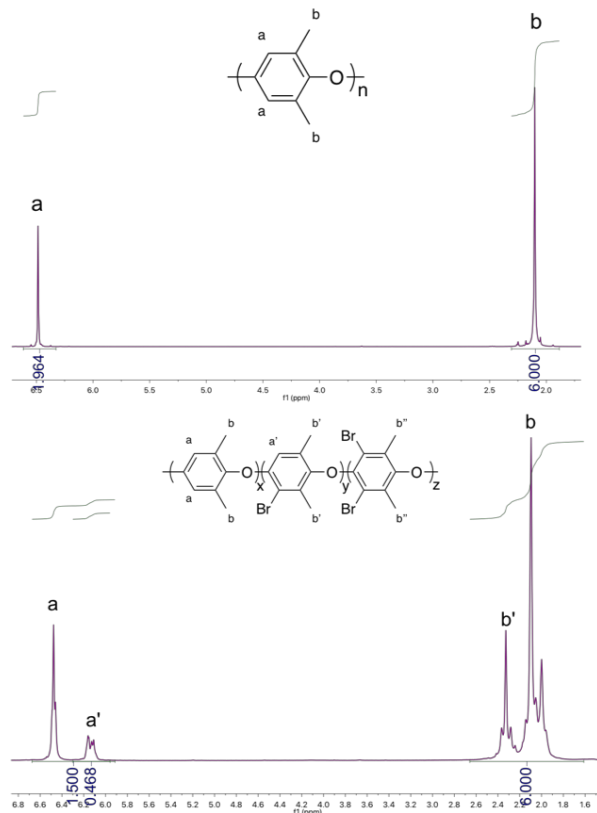 b
b
a
O
n
a
b
a
1.964
6.000
6.5 6.0 5.5 5.0 4.5 4.0 3.5 3.0 2.5 2.0
f1 (ppm)
b
a b a' b' Br b"
O O O
x y z
a b Br b' Br b"
a
b'
a'
1.500
0.468
6.000
6.8 6.6 6.4 6.2 6.0 5.8 5.6 5.4 5.2 5.0 4.8 4.6 4.4 4.2 4.0 3.8 3.6 3.4 3.2 3.0 2.8 2.6 2.4 2.2 2.0 1.8 1.6 1.4
f1 (ppm)